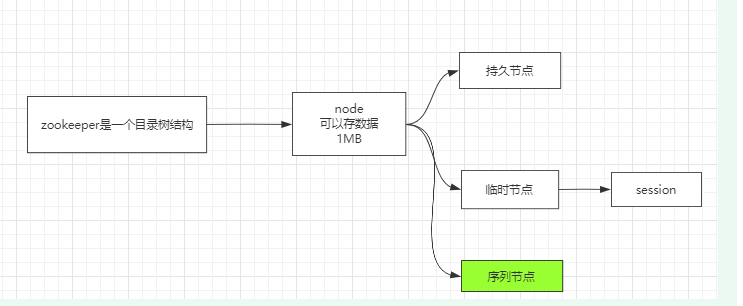 zookeeper是一个目录树结构
node
可以存数据
1MB
持久节点
临时节点
session
序列节点